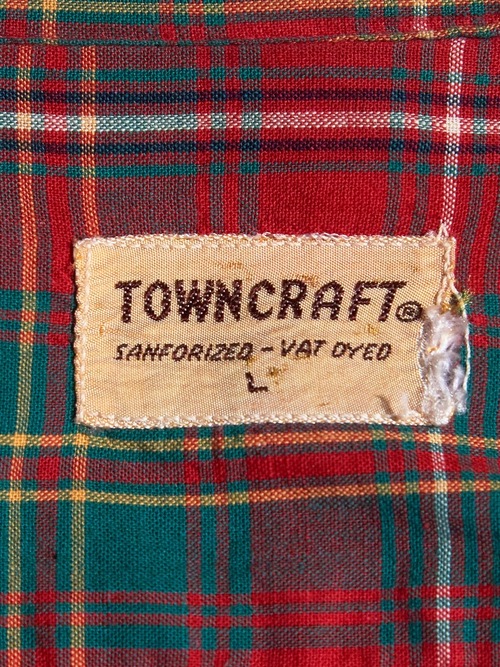 TOWNCRAFT®
SANFORIZED - VAT DYED
L